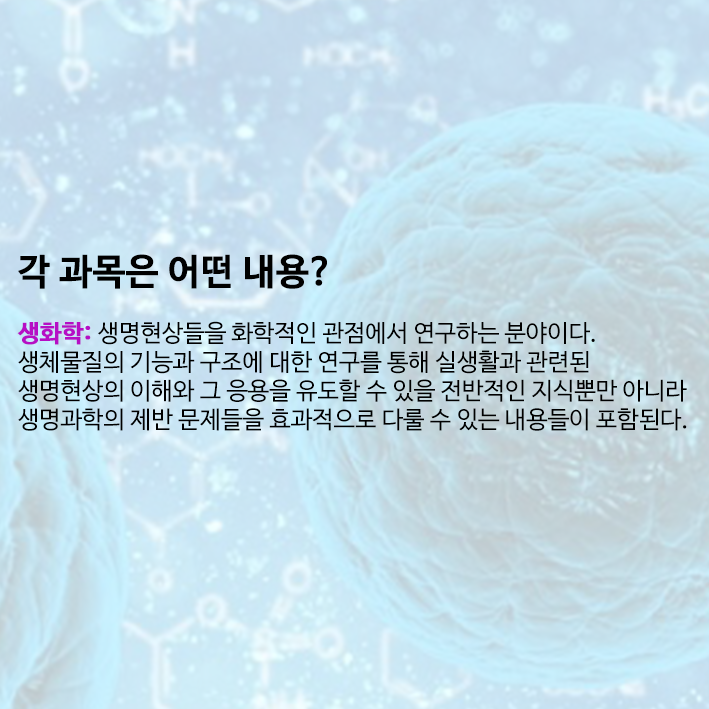 각 과목은 어떤 내용?
생화학: 생명현상들을 화학적인 관점에서 연구하는 분야이다.
생체물질의 기능과 구조에 대한 연구를 통해 실생활과 관련된
생명현상의 이해와 그 응용을 유도할 수 있을 전반적인 지식뿐만 아니라
생명과학의 제반 문제들을 효과적으로 다룰 수 있는 내용들이 포함된다.